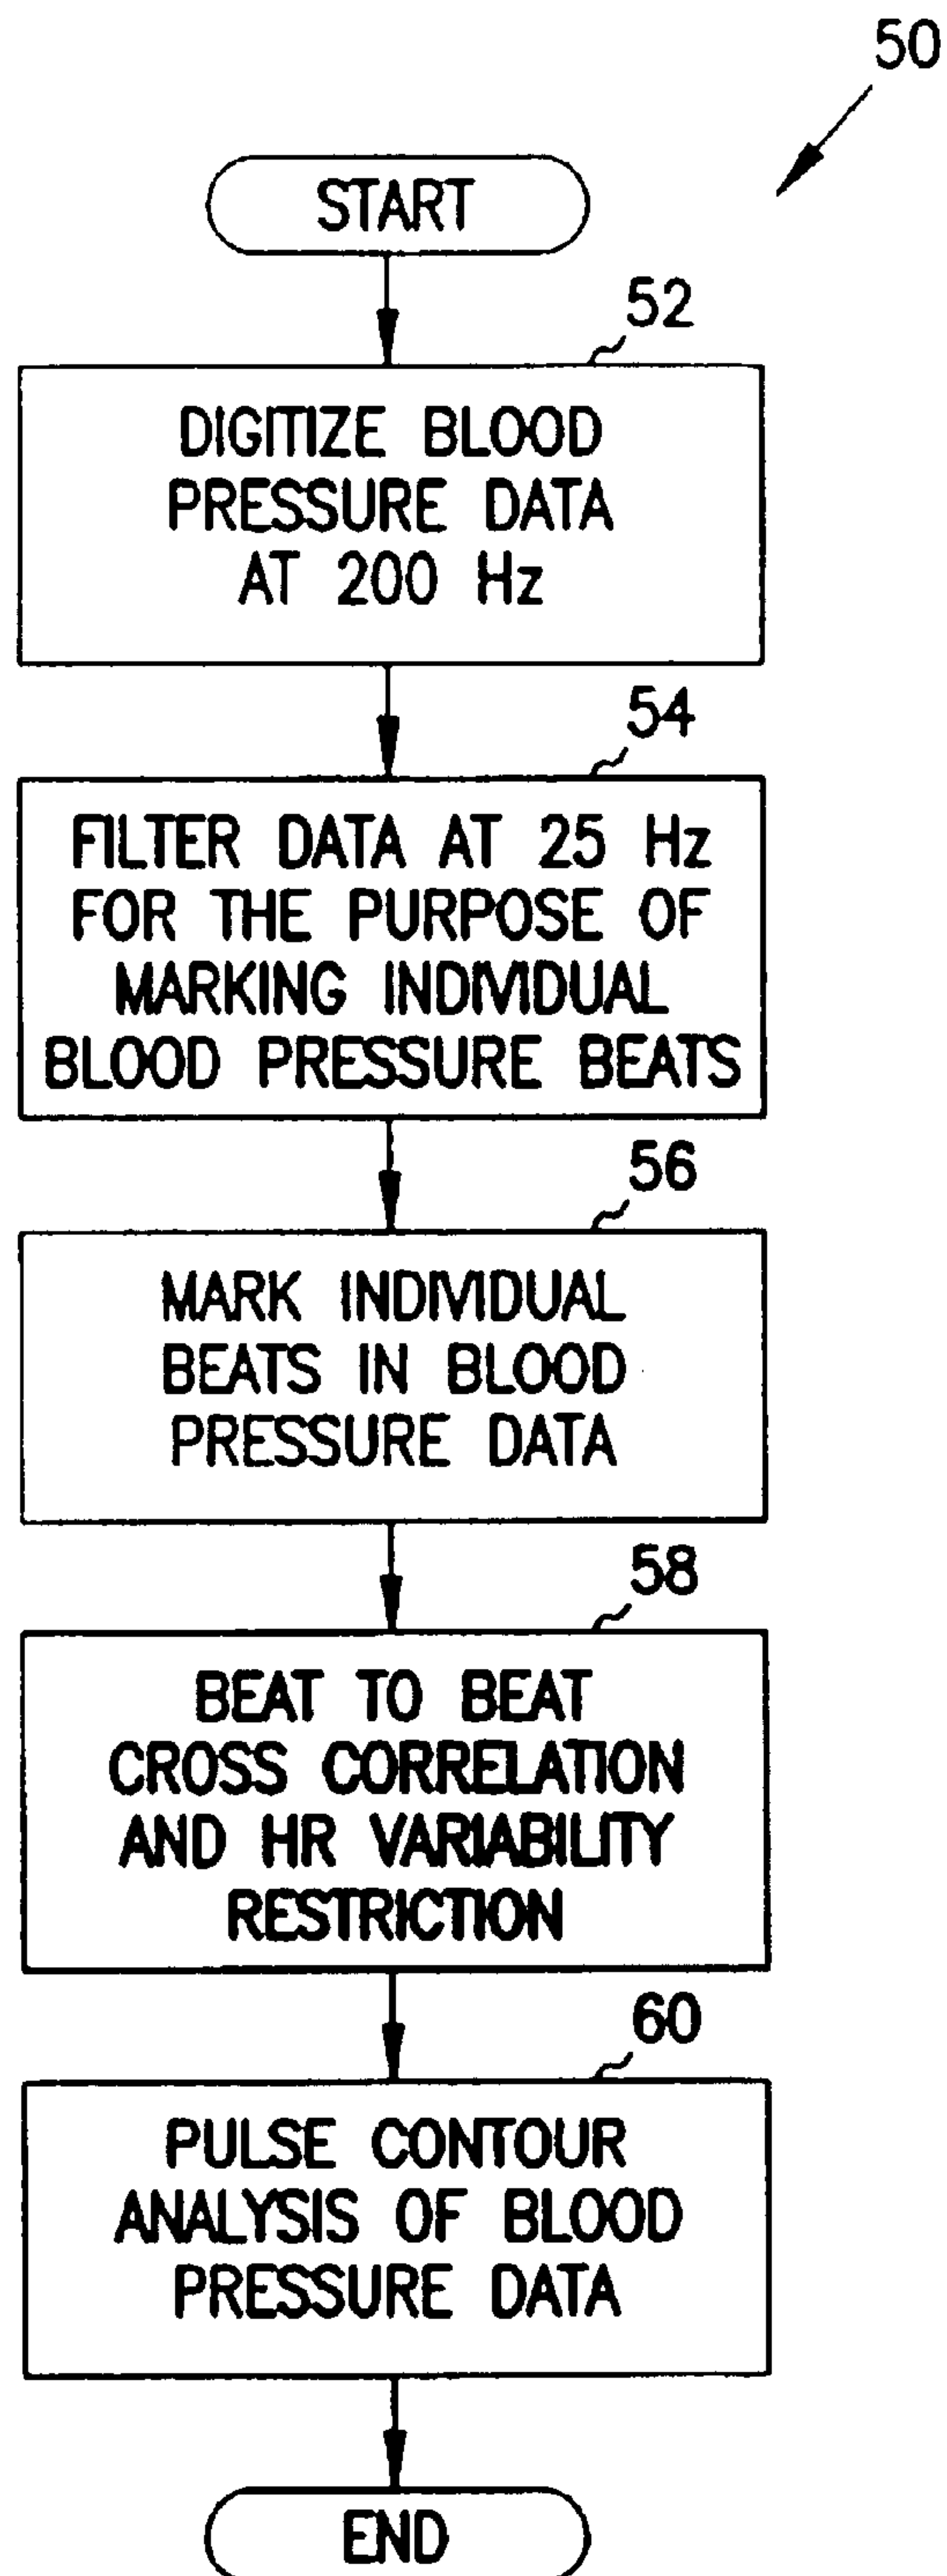 50
START
52
DIGITIZE BLOOD
PRESSURE DATA
AT 200 Hz
54
FILTER DATA AT 25 Hz
FOR THE PURPOSE OF
MARKING INDIVIDUAL
BLOOD PRESSURE BEATS
56
MARK INDIVIDUAL
BEATS IN BLOOD
PRESSURE DATA
58
BEAT TO BEAT
CROSS CORRELATION
AND HR VARIABILITY
RESTRICTION
60
PULSE CONTOUR
ANALYSIS OF BLOOD
PRESSURE DATA
END